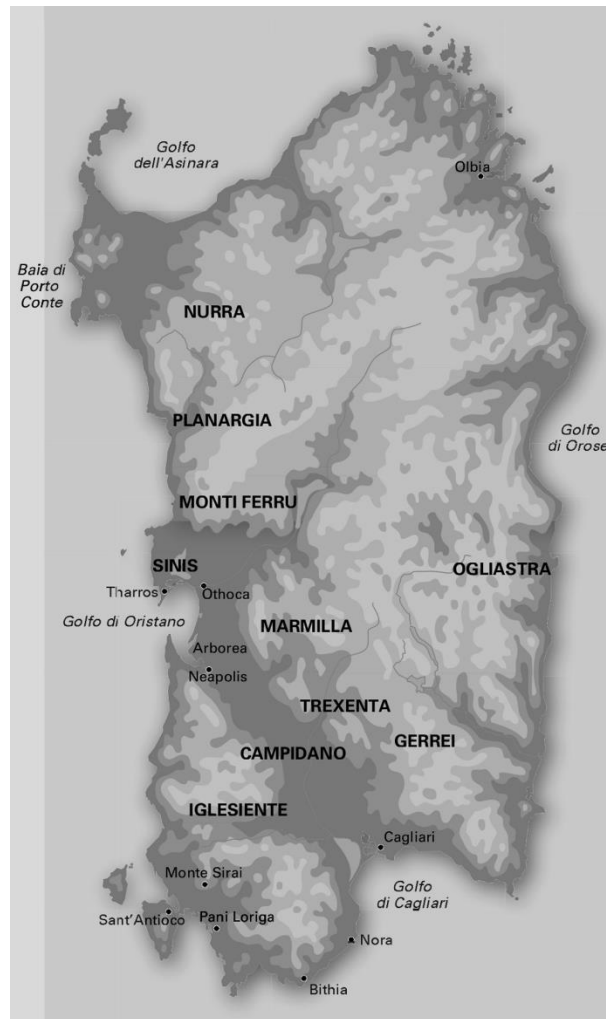 Golfo
dell'Asinara
Olbia
Baia di
Porto
Conte
NURRA
PLANARGIA
Golfo
di Orosei
MONTI FERRU
SINIS
OGLIASTRA
Tharros
Othoca
Golfo di Oristano
MARMILLA
Arborea
Neapolis
TREXENTA
GERREI
CAMPIDANO
IGLESIENTE
Cagliari
Monte Sirai
Golfo
di Cagliari
Sant'Antioco
Pani Loriga
Nora
Bithia